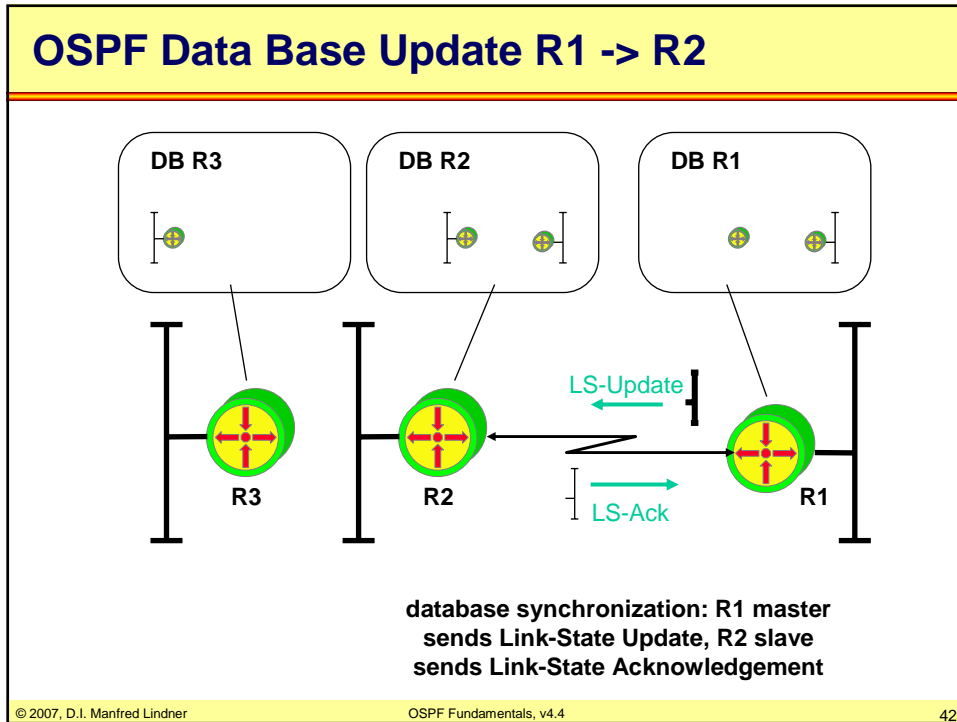 OSPF Data Base Update R1 -> R2
DB R3
DB R2
DB R1
LS-Update
R3
R2
R1
LS-Ack
database synchronization: R1 master
sends Link-State Update, R2 slave
sends Link-State Acknowledgement
© 2007, D.I. Manfred Lindner
OSPF Fundamentals, v4.4
42